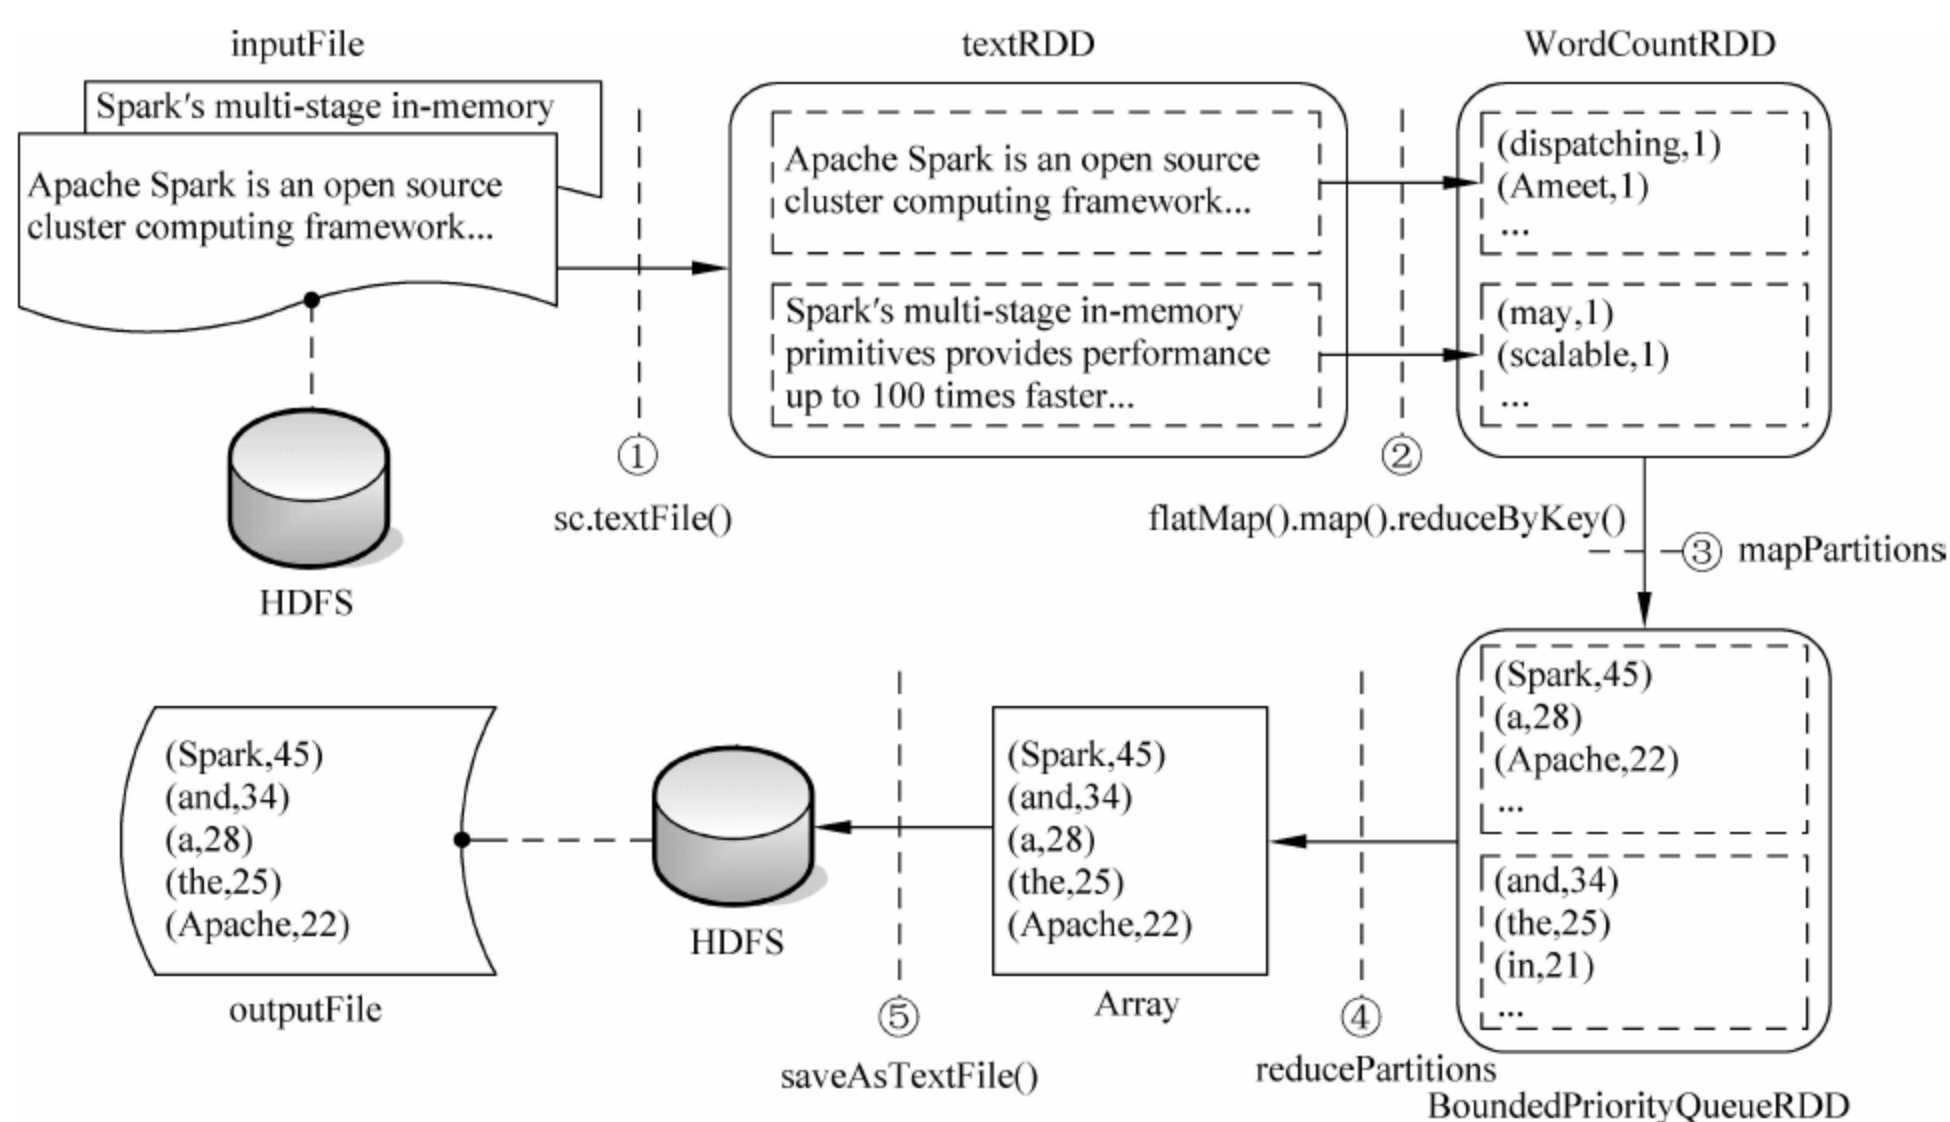 inputFile
Spark's multi-stage in-memory
Apache Spark is an open source
cluster computing framework...
HDFS
①
sc.textFile()
textRDD
Apache Spark is an open source
cluster computing framework...
Spark's multi-stage in-memory
primitives provides performance
up to 100 times faster...
②
flatMap().map().reduceByKey()
WordCountRDD
(dispatching,1)
(Ameet,1)
...
(may,1)
(scalable,1)
...
③ mapPartitions
(Spark,45)
(a,28)
(Apache,22)
...
(and,34)
(the,25)
(in,21)
...
BoundedPriorityQueueRDD
④
reducePartitions
(Spark,45)
(and,34)
(a,28)
(the,25)
(Apache,22)
Array
⑤
saveAsTextFile()
HDFS
(Spark,45)
(and,34)
(a,28)
(the,25)
(Apache,22)
outputFile